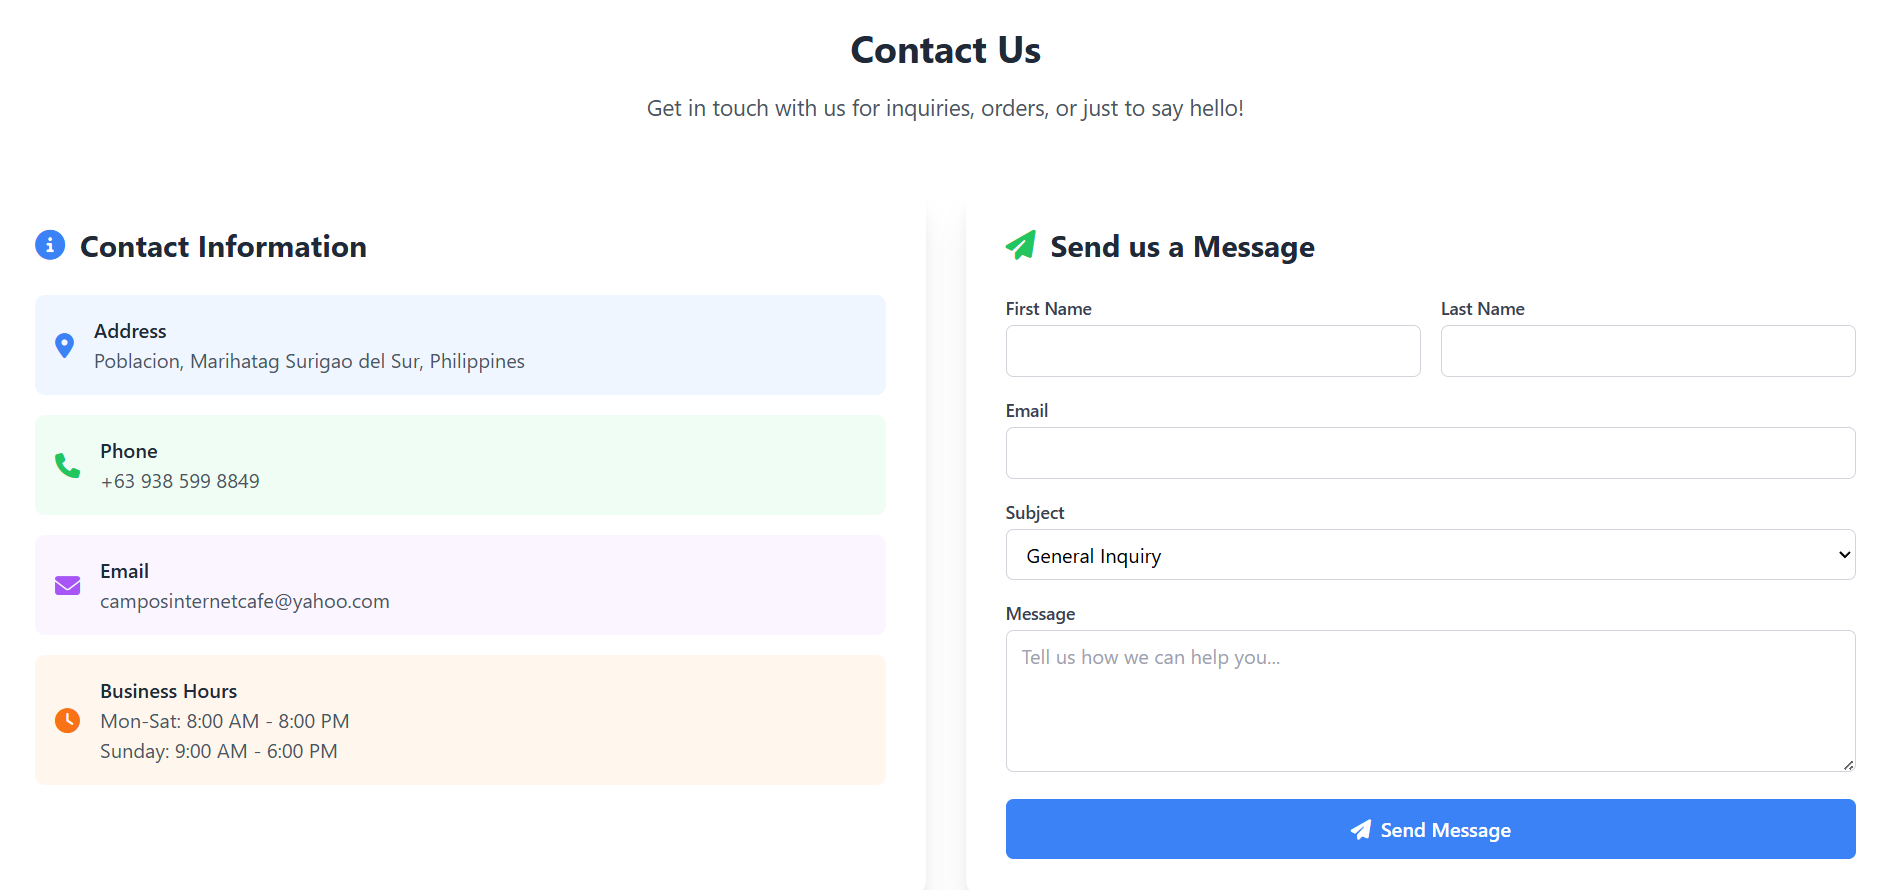 Contact Us
Get in touch with us for inquiries, orders, or just to say hello!
Contact Information
Address
Poblacion, Marihatag Surigao del Sur, Philippines
Phone
+63 938 599 8849
Email
camposinternetcafe@yahoo.com
Business Hours
Mon-Sat: 8:00 AM - 8:00 PM
Sunday: 9:00 AM - 6:00 PM
Send us a Message
First Name
Last Name
Email
Subject
General Inquiry
Message
Tell us how we can help you...
Send Message